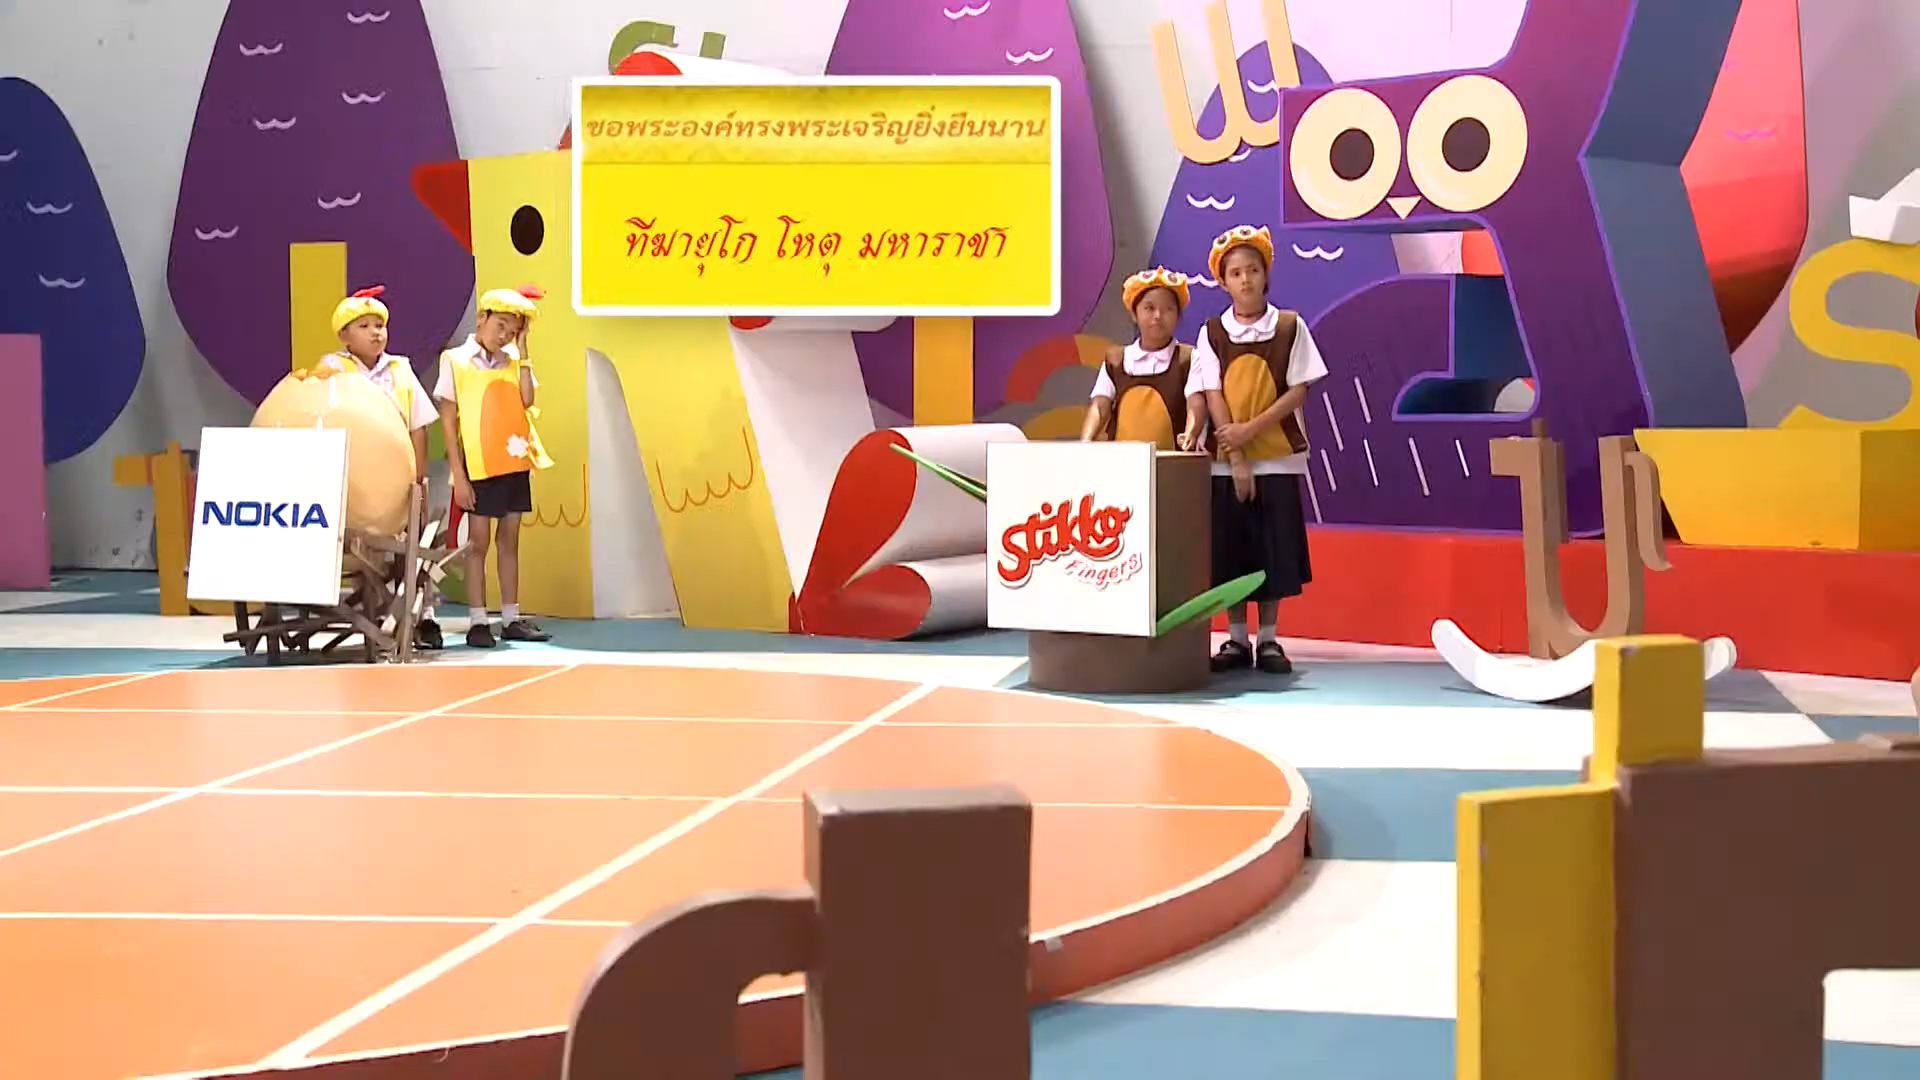 ขอพระองค์ทรงพระเจริญยิ่งยืนนาน
ทีฆายุโก โหตุ มหาราชา
NOKIA
Stikko
Fingers